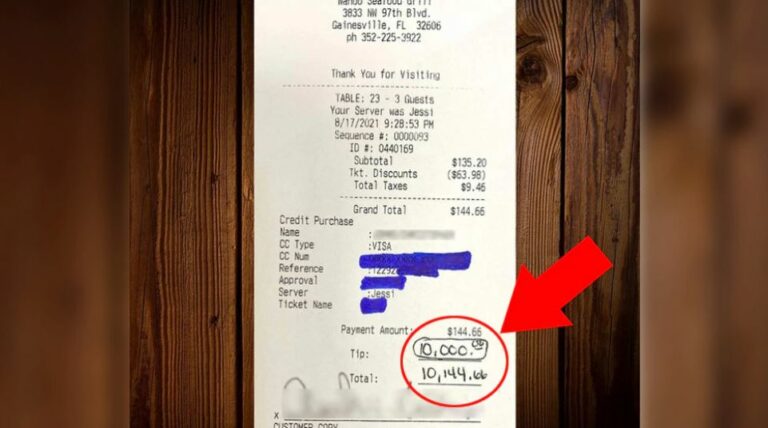 Wahoo Seafood Grill
3833 NW 97th Blvd.
Gainesville, FL 32606
ph 352-225-3922
Thank You for Visiting
TABLE: 23 - 3 Guests
Your Server was Jessi
8/17/2021 9:28:53 PM
Sequence #: 0000093
ID #: 0440169
Subtotal $135.20
Tkt. Discounts ($63.98)
Total Taxes $9.46
Grand Total $144.66
Credit Purchase
Name :
CC Type :VISA
CC Num
Reference :12292
Approval
Server :Jessi
Ticket Name
Payment Amount: $144.66
Tip: 10,000.00
Total: 10,144.66
x
CUSTOMER COPY